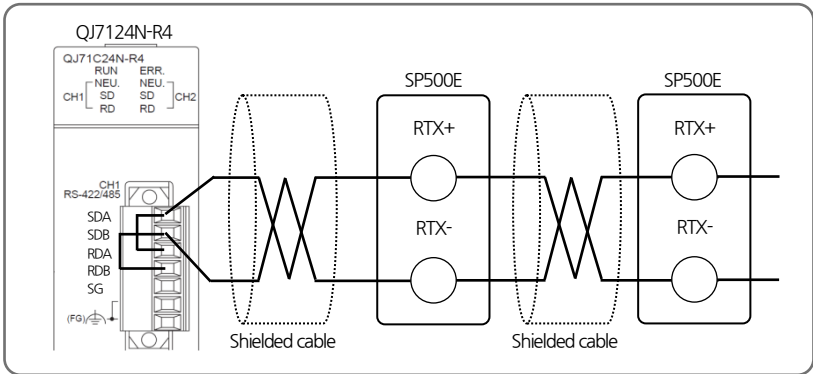 QJ7124N-R4
QJ71C24N-R4
RUN ERR.
NEU. NEU.
CH1 SD SD CH2
RD RD
CH1
RS-422/485
SDA
SDB
RDA
RDB
SG
(FG)
Shielded cable
SP500E
RTX+
RTX-
Shielded cable
SP500E
RTX+
RTX-